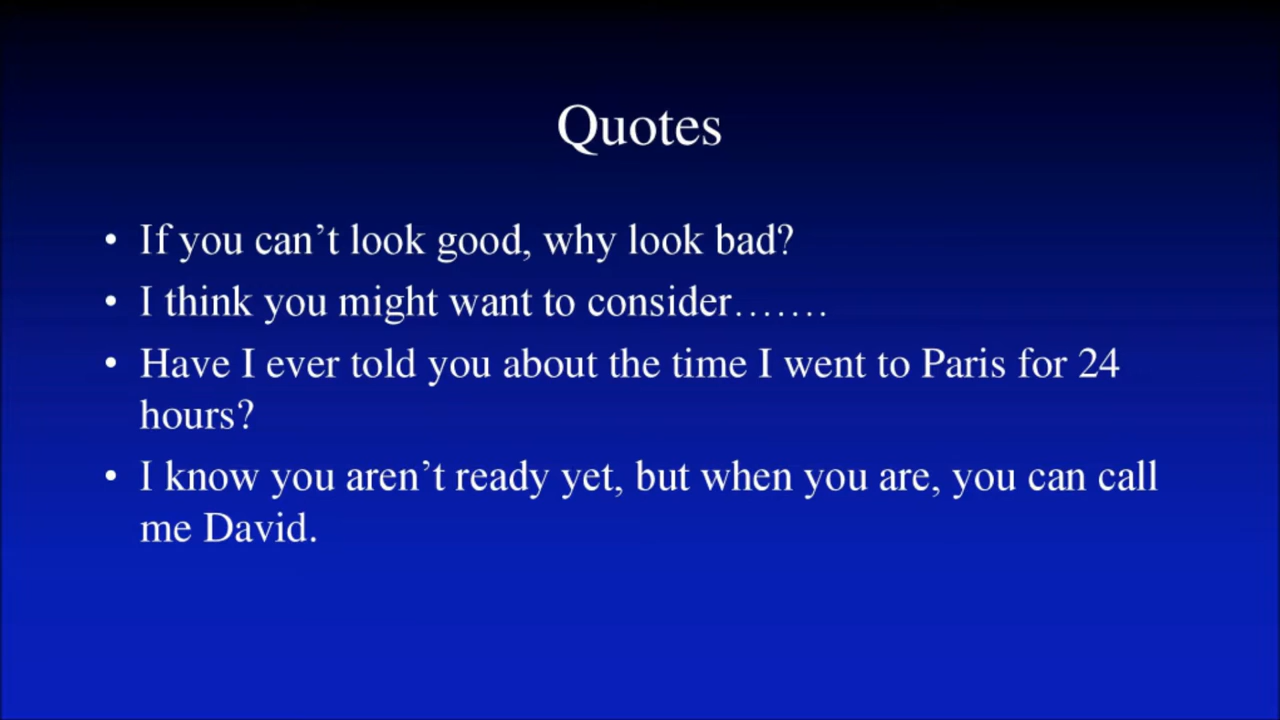 Quotes
• If you can’t look good, why look bad?
• I think you might want to consider…….
• Have I ever told you about the time I went to Paris for 24
hours?
• I know you aren’t ready yet, but when you are, you can call
me David.